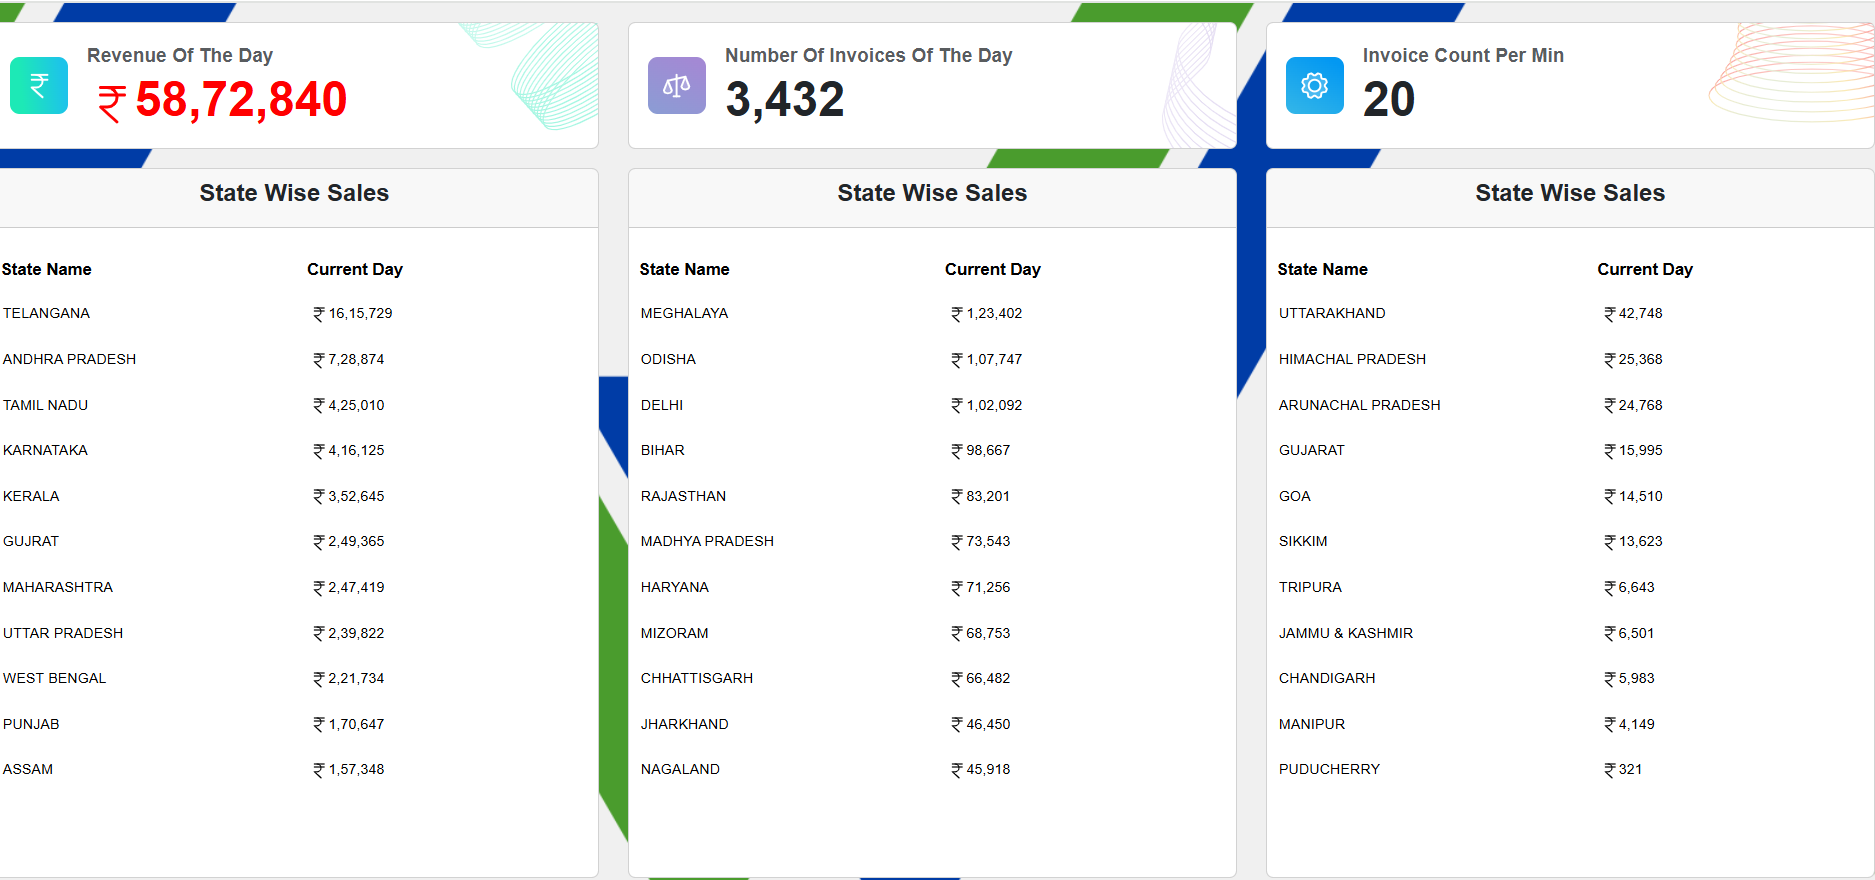 Revenue Of The Day
₹ 58,72,840
Number Of Invoices Of The Day
3,432
Invoice Count Per Min
20
State Wise Sales
State Name Current Day
TELANGANA ₹ 16,15,729
ANDHRA PRADESH ₹ 7,28,874
TAMIL NADU ₹ 4,25,010
KARNATAKA ₹ 4,16,125
KERALA ₹ 3,52,645
GUJRAT ₹ 2,49,365
MAHARASHTRA ₹ 2,47,419
UTTAR PRADESH ₹ 2,39,822
WEST BENGAL ₹ 2,21,734
PUNJAB ₹ 1,70,647
ASSAM ₹ 1,57,348
State Wise Sales
State Name Current Day
MEGHALAYA ₹ 1,23,402
ODISHA ₹ 1,07,747
DELHI ₹ 1,02,092
BIHAR ₹ 98,667
RAJASTHAN ₹ 83,201
MADHYA PRADESH ₹ 73,543
HARYANA ₹ 71,256
MIZORAM ₹ 68,753
CHHATTISGARH ₹ 66,482
JHARKHAND ₹ 46,450
NAGALAND ₹ 45,918
State Wise Sales
State Name Current Day
UTTARAKHAND ₹ 42,748
HIMACHAL PRADESH ₹ 25,368
ARUNACHAL PRADESH ₹ 24,768
GUJARAT ₹ 15,995
GOA ₹ 14,510
SIKKIM ₹ 13,623
TRIPURA ₹ 6,643
JAMMU & KASHMIR ₹ 6,501
CHANDIGARH ₹ 5,983
MANIPUR ₹ 4,149
PUDUCHERRY ₹ 321